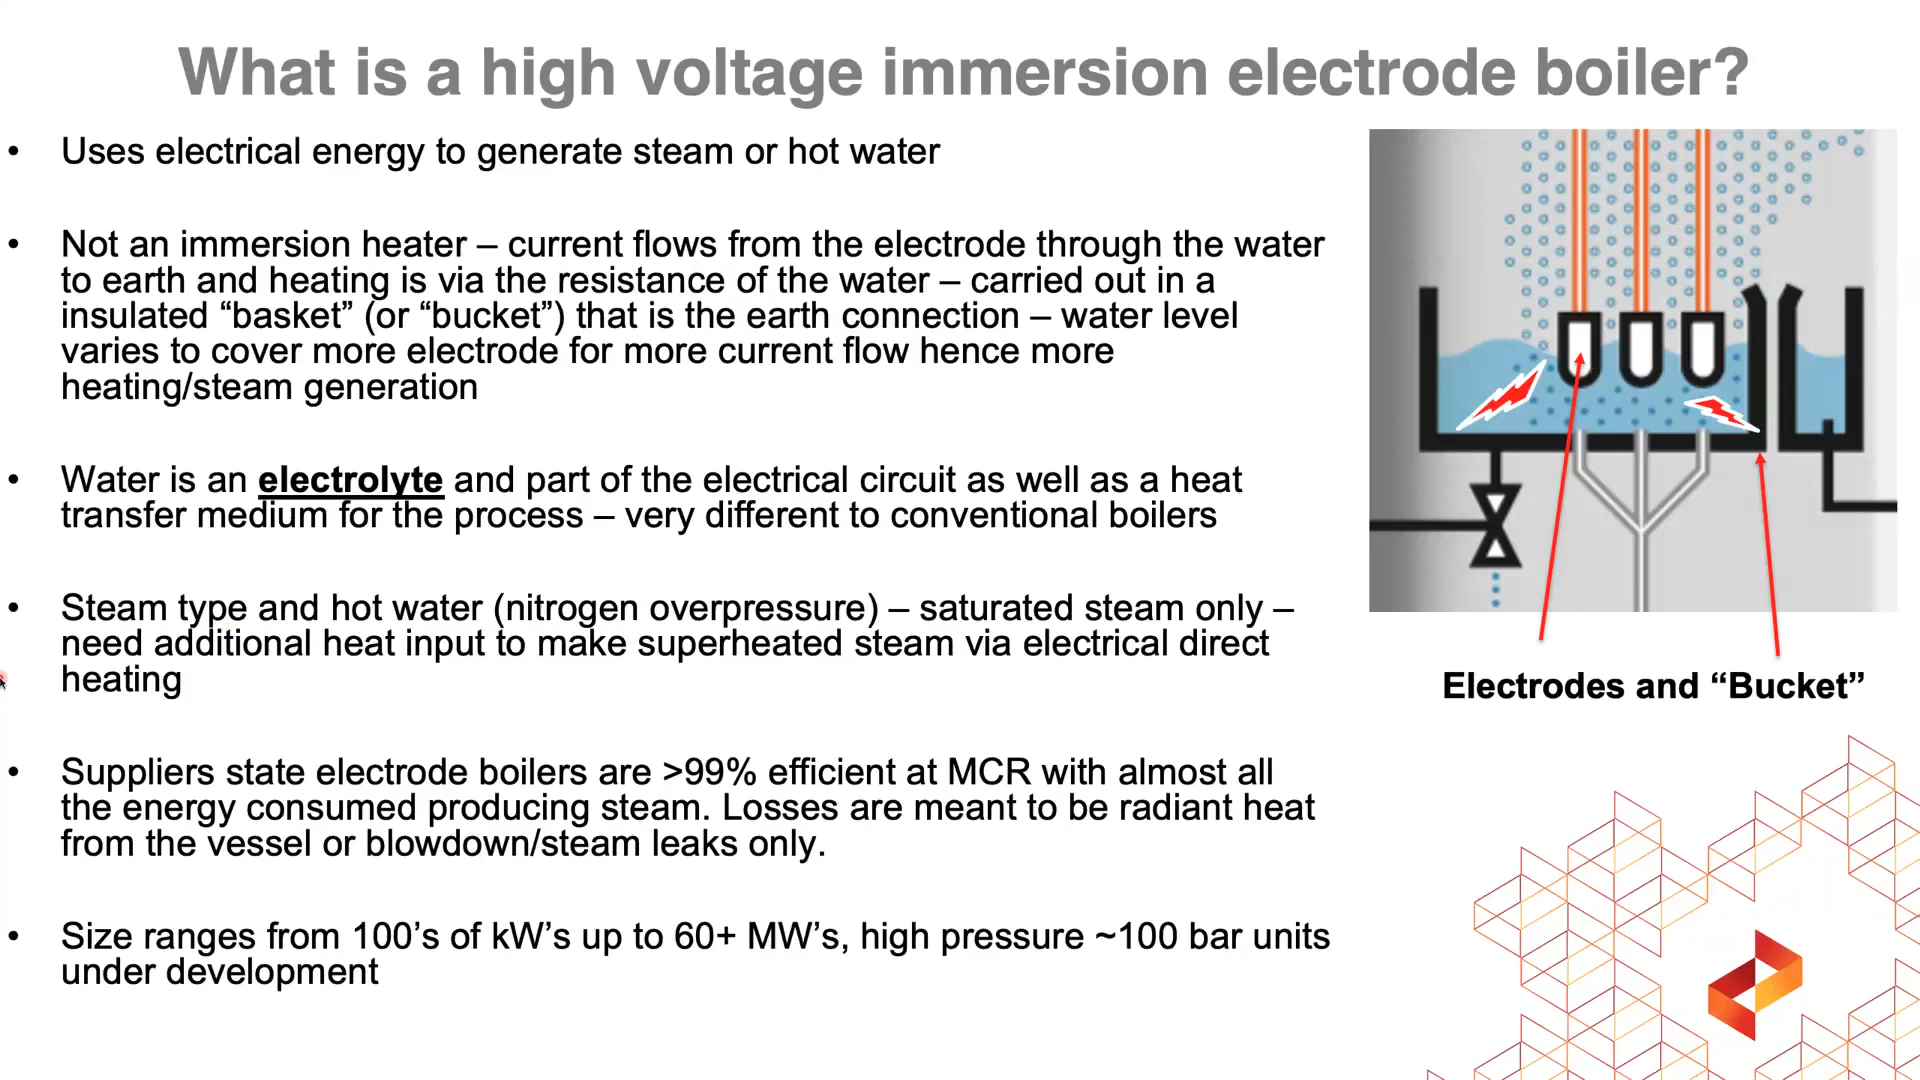 What is a high voltage immersion electrode boiler?
• Uses electrical energy to generate steam or hot water
• Not an immersion heater – current flows from the electrode through the water
to earth and heating is via the resistance of the water – carried out in a
insulated “basket” (or “bucket”) that is the earth connection – water level
varies to cover more electrode for more current flow hence more
heating/steam generation
• Water is an electrolyte and part of the electrical circuit as well as a heat
transfer medium for the process – very different to conventional boilers
• Steam type and hot water (nitrogen overpressure) – saturated steam only –
need additional heat input to make superheated steam via electrical direct
heating
• Suppliers state electrode boilers are >99% efficient at MCR with almost all
the energy consumed producing steam. Losses are meant to be radiant heat
from the vessel or blowdown/steam leaks only.
• Size ranges from 100’s of kW’s up to 60+ MW’s, high pressure ~100 bar units
under development
Electrodes and “Bucket”